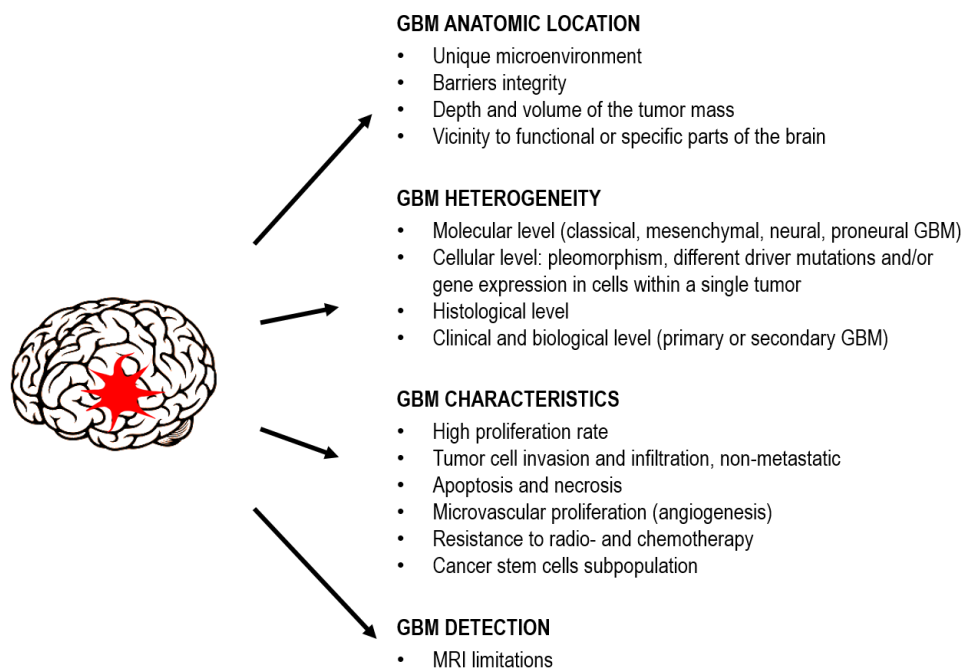 GBM ANATOMIC LOCATION
• Unique microenvironment
• Barriers integrity
• Depth and volume of the tumor mass
• Vicinity to functional or specific parts of the brain
GBM HETEROGENEITY
• Molecular level (classical, mesenchymal, neural, proneural GBM)
• Cellular level: pleomorphism, different driver mutations and/or
gene expression in cells within a single tumor
• Histological level
• Clinical and biological level (primary or secondary GBM)
GBM CHARACTERISTICS
• High proliferation rate
• Tumor cell invasion and infiltration, non-metastatic
• Apoptosis and necrosis
• Microvascular proliferation (angiogenesis)
• Resistance to radio- and chemotherapy
• Cancer stem cells subpopulation
GBM DETECTION
• MRI limitations